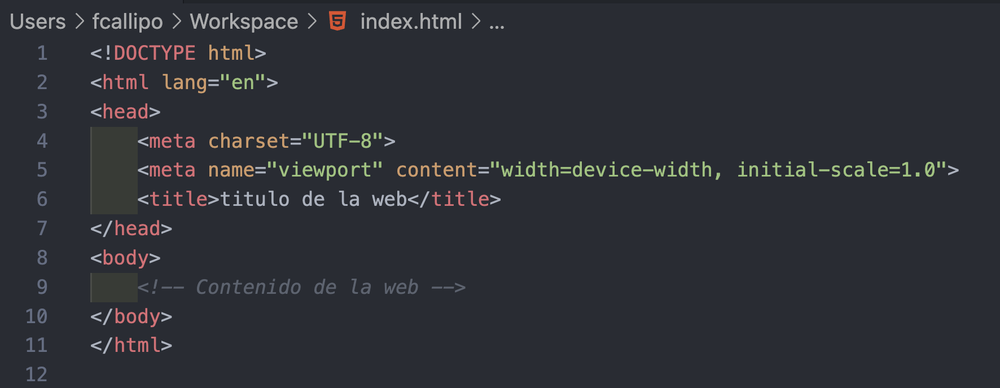 Users > fcallipo > Workspace > 5 index.html > ...
1 <!DOCTYPE html>
2 <html lang="en">
3 <head>
4     <meta charset="UTF-8">
5     <meta name="viewport" content="width=device-width, initial-scale=1.0">
6     <title>titulo de la web</title>
7 </head>
8 <body>
9     <!-- Contenido de la web -->
10 </body>
11 </html>
12